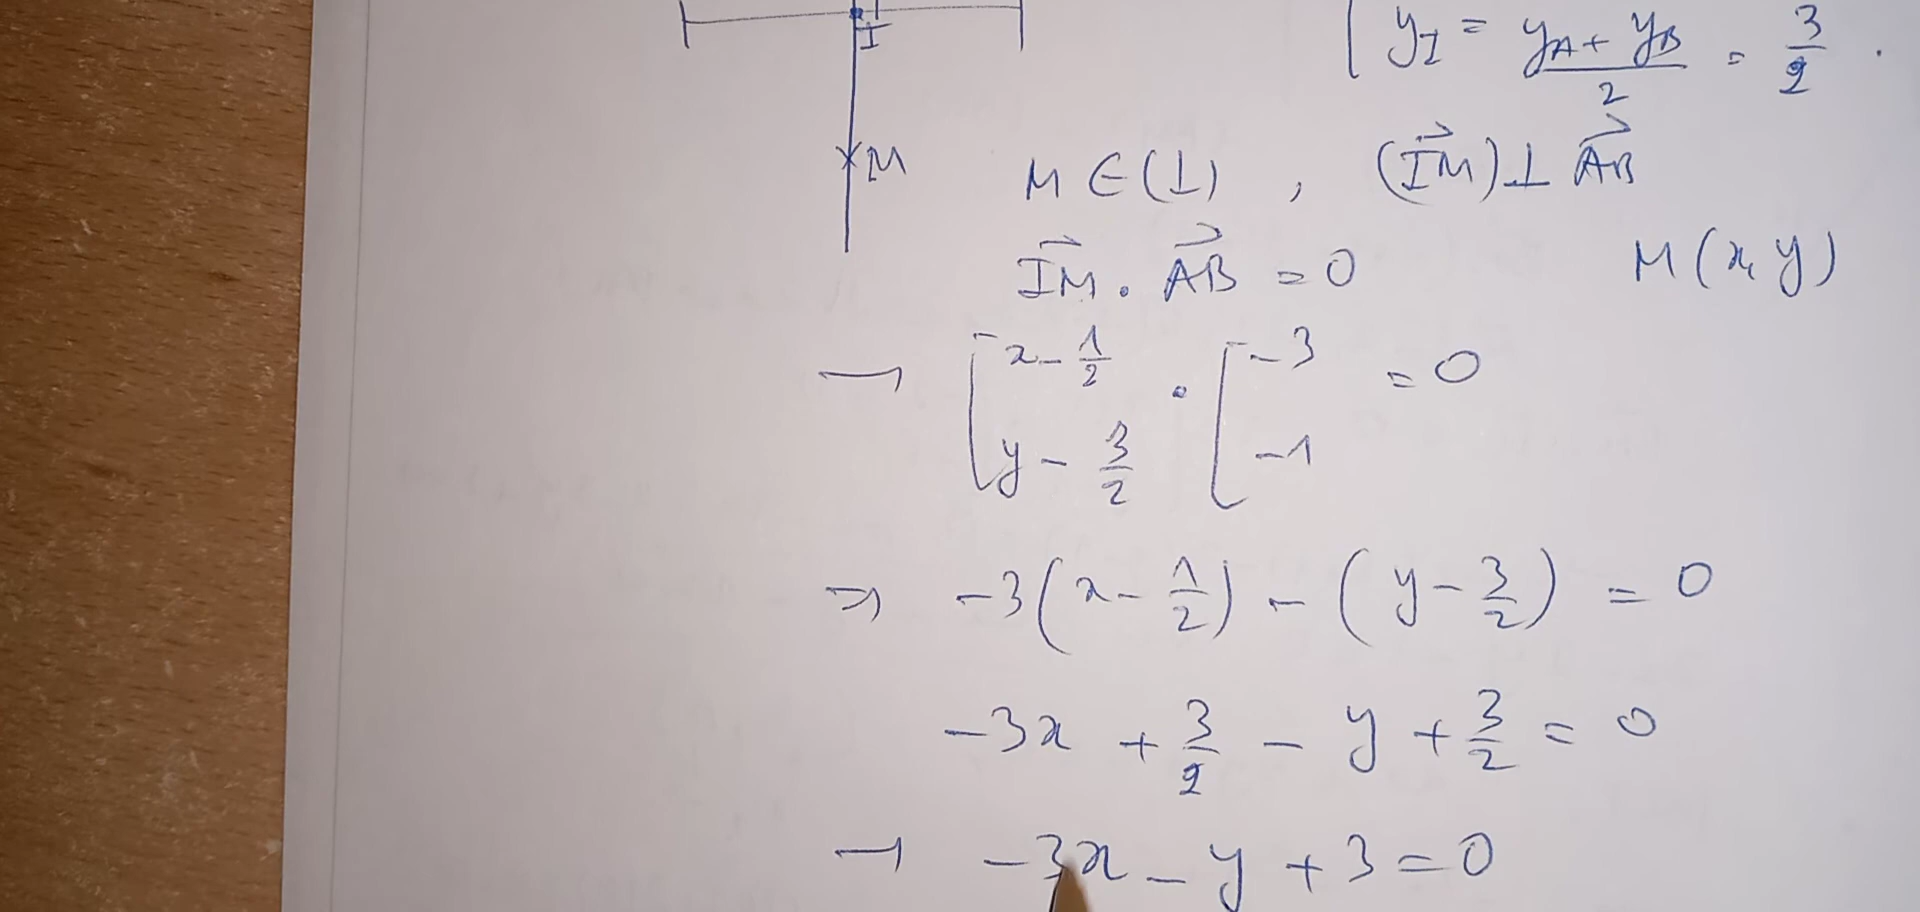 I
y_I = (y_A + y_B)/2 = 3/2 .
M
M ∈ (⊥) , (IM⃗) ⊥ AB⃗
IM⃗ . AB⃗ = 0 M(x, y)
→ [x - 1/2 . [-3 = 0
y - 3/2 -1
⇒ -3(x - 1/2) - (y - 3/2) = 0
-3x + 3/2 - y + 3/2 = 0
→ -3x - y + 3 = 0